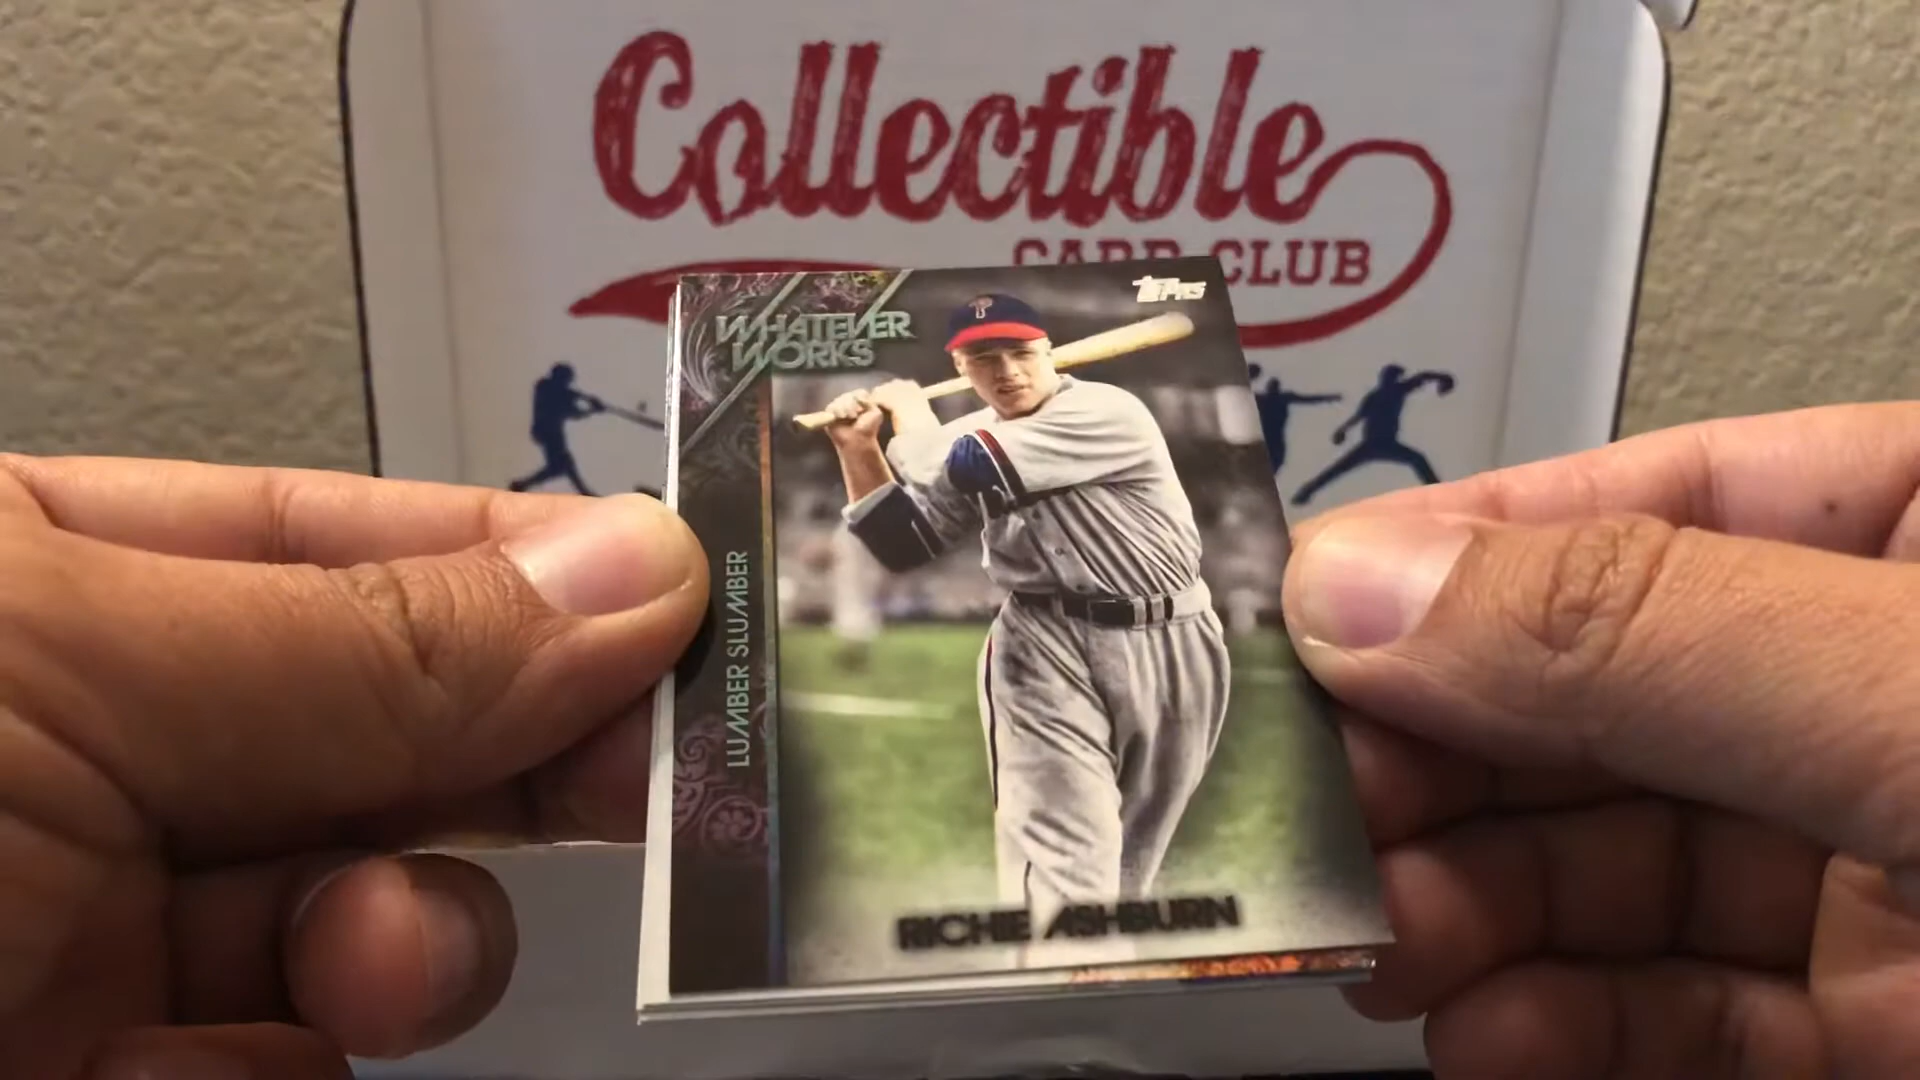 Collectible
CARD CLUB
Topps
WHATEVER
WORKS
LUMBER SLUMBER
RICHIE ASHBURN